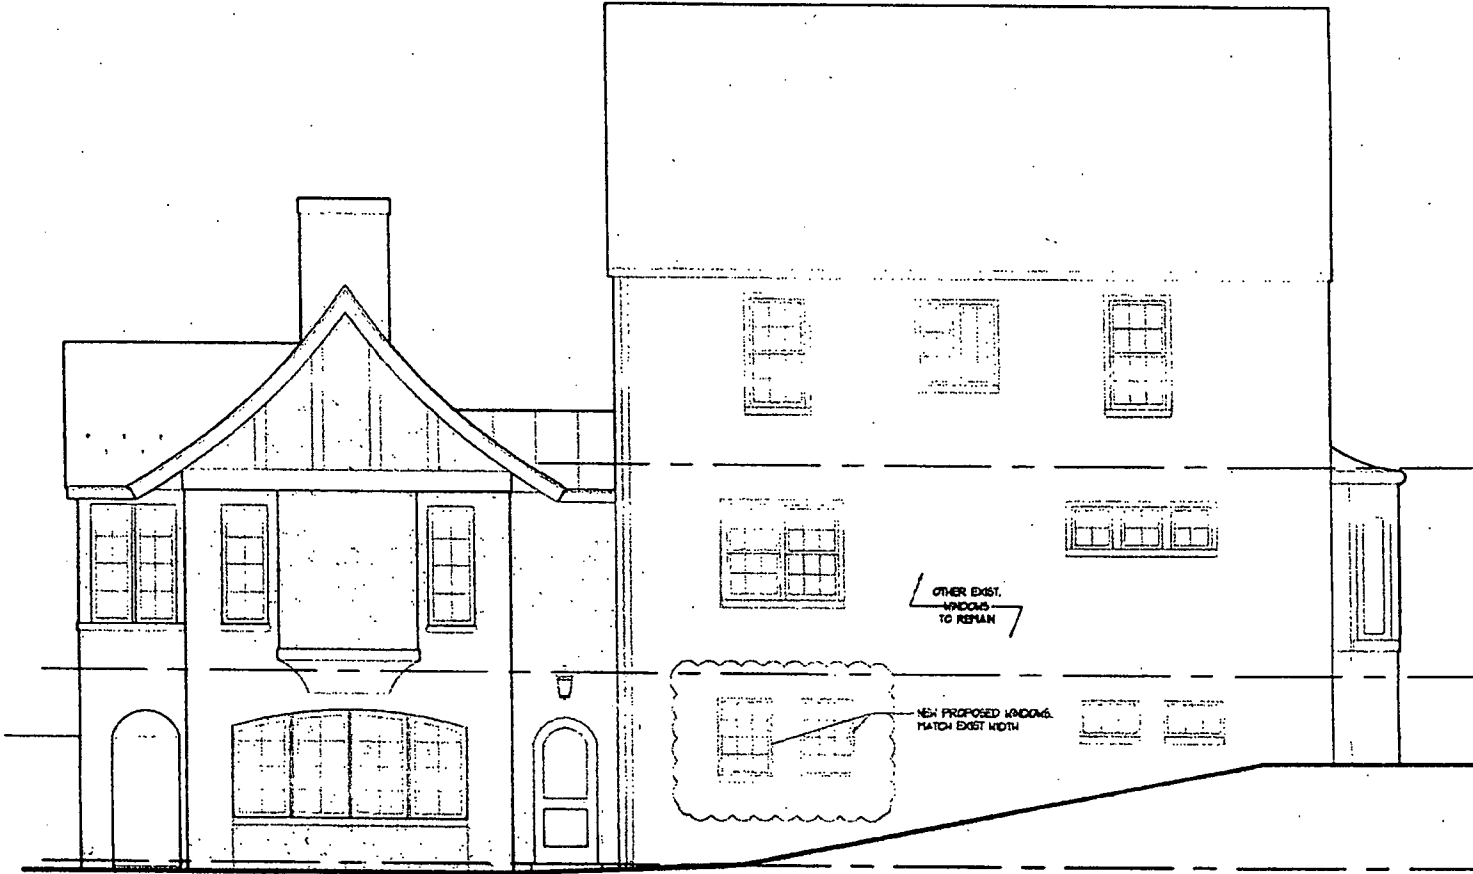 OTHER EXIST.
WINDOWS
TO REMAIN
NEW PROPOSED WINDOWS.
MATCH EXIST WIDTH